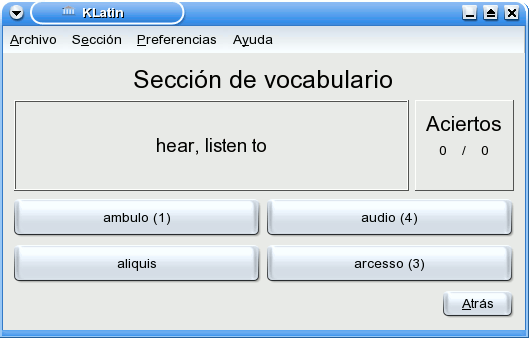 KLatin
Archivo Sección Preferencias Ayuda
Sección de vocabulario
hear, listen to
Aciertos
0 / 0
ambulo (1)
audio (4)
aliquis
arcesso (3)
Atrás